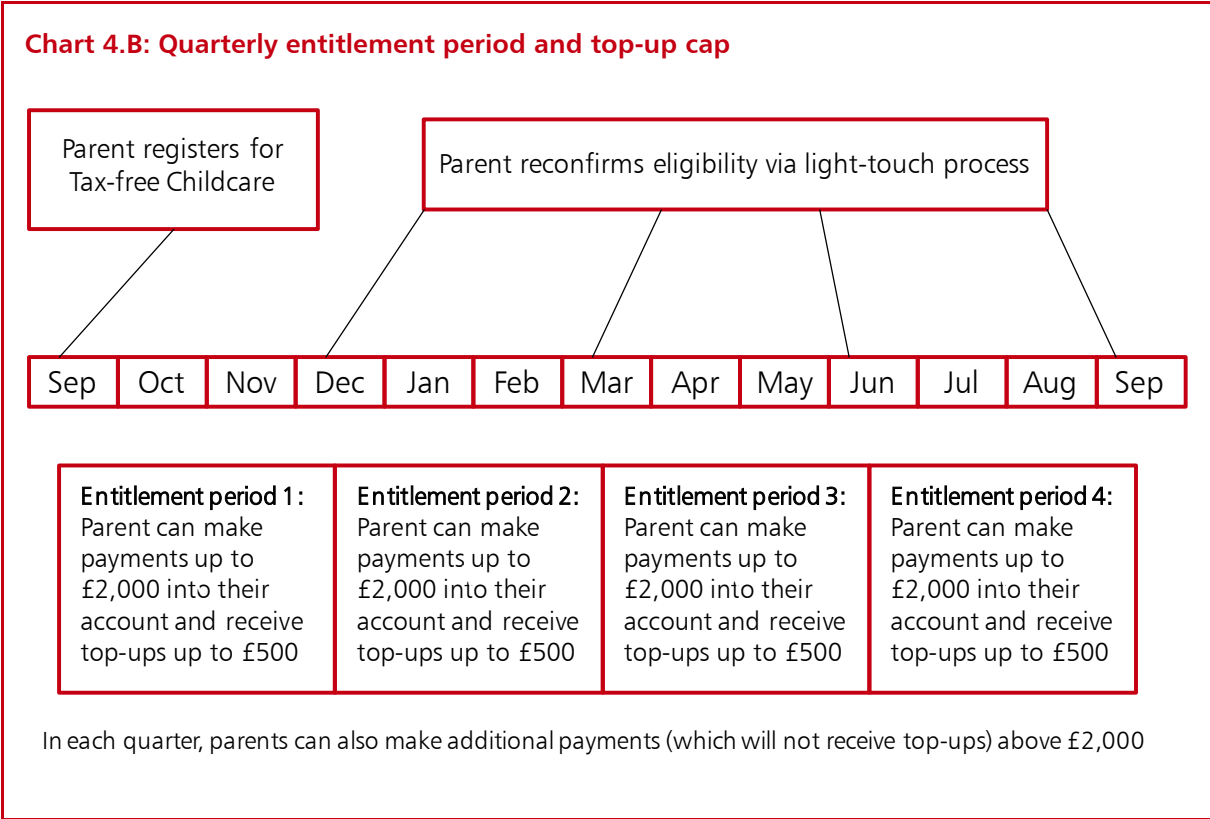 Chart 4.B: Quarterly entitlement period and top-up cap
Parent registers for
Tax-free Childcare
Parent reconfirms eligibility via light-touch process
Sep Oct Nov Dec Jan Feb Mar Apr May Jun Jul Aug Sep
Entitlement period 1:
Parent can make
payments up to
£2,000 into their
account and receive
top-ups up to £500
Entitlement period 2:
Parent can make
payments up to
£2,000 into their
account and receive
top-ups up to £500
Entitlement period 3:
Parent can make
payments up to
£2,000 into their
account and receive
top-ups up to £500
Entitlement period 4:
Parent can make
payments up to
£2,000 into their
account and receive
top-ups up to £500
In each quarter, parents can also make additional payments (which will not receive top-ups) above £2,000